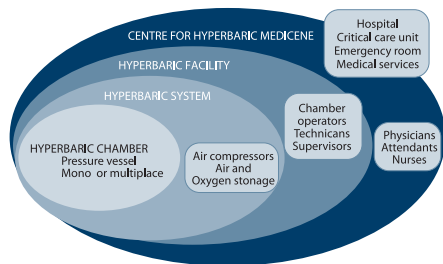 CENTRE FOR HYPERBARIC MEDICENE
Hospital
Critical care unit
Emergency room
Medical services
HYPERBARIC FACILITY
HYPERBARIC SYSTEM
Chamber
operators
Technicans
Supervisors
Physicians
Attendants
Nurses
HYPERBARIC CHAMBER
Pressure vessel
Mono or multiplace
Air compressors
Air and
Oxygen stonage